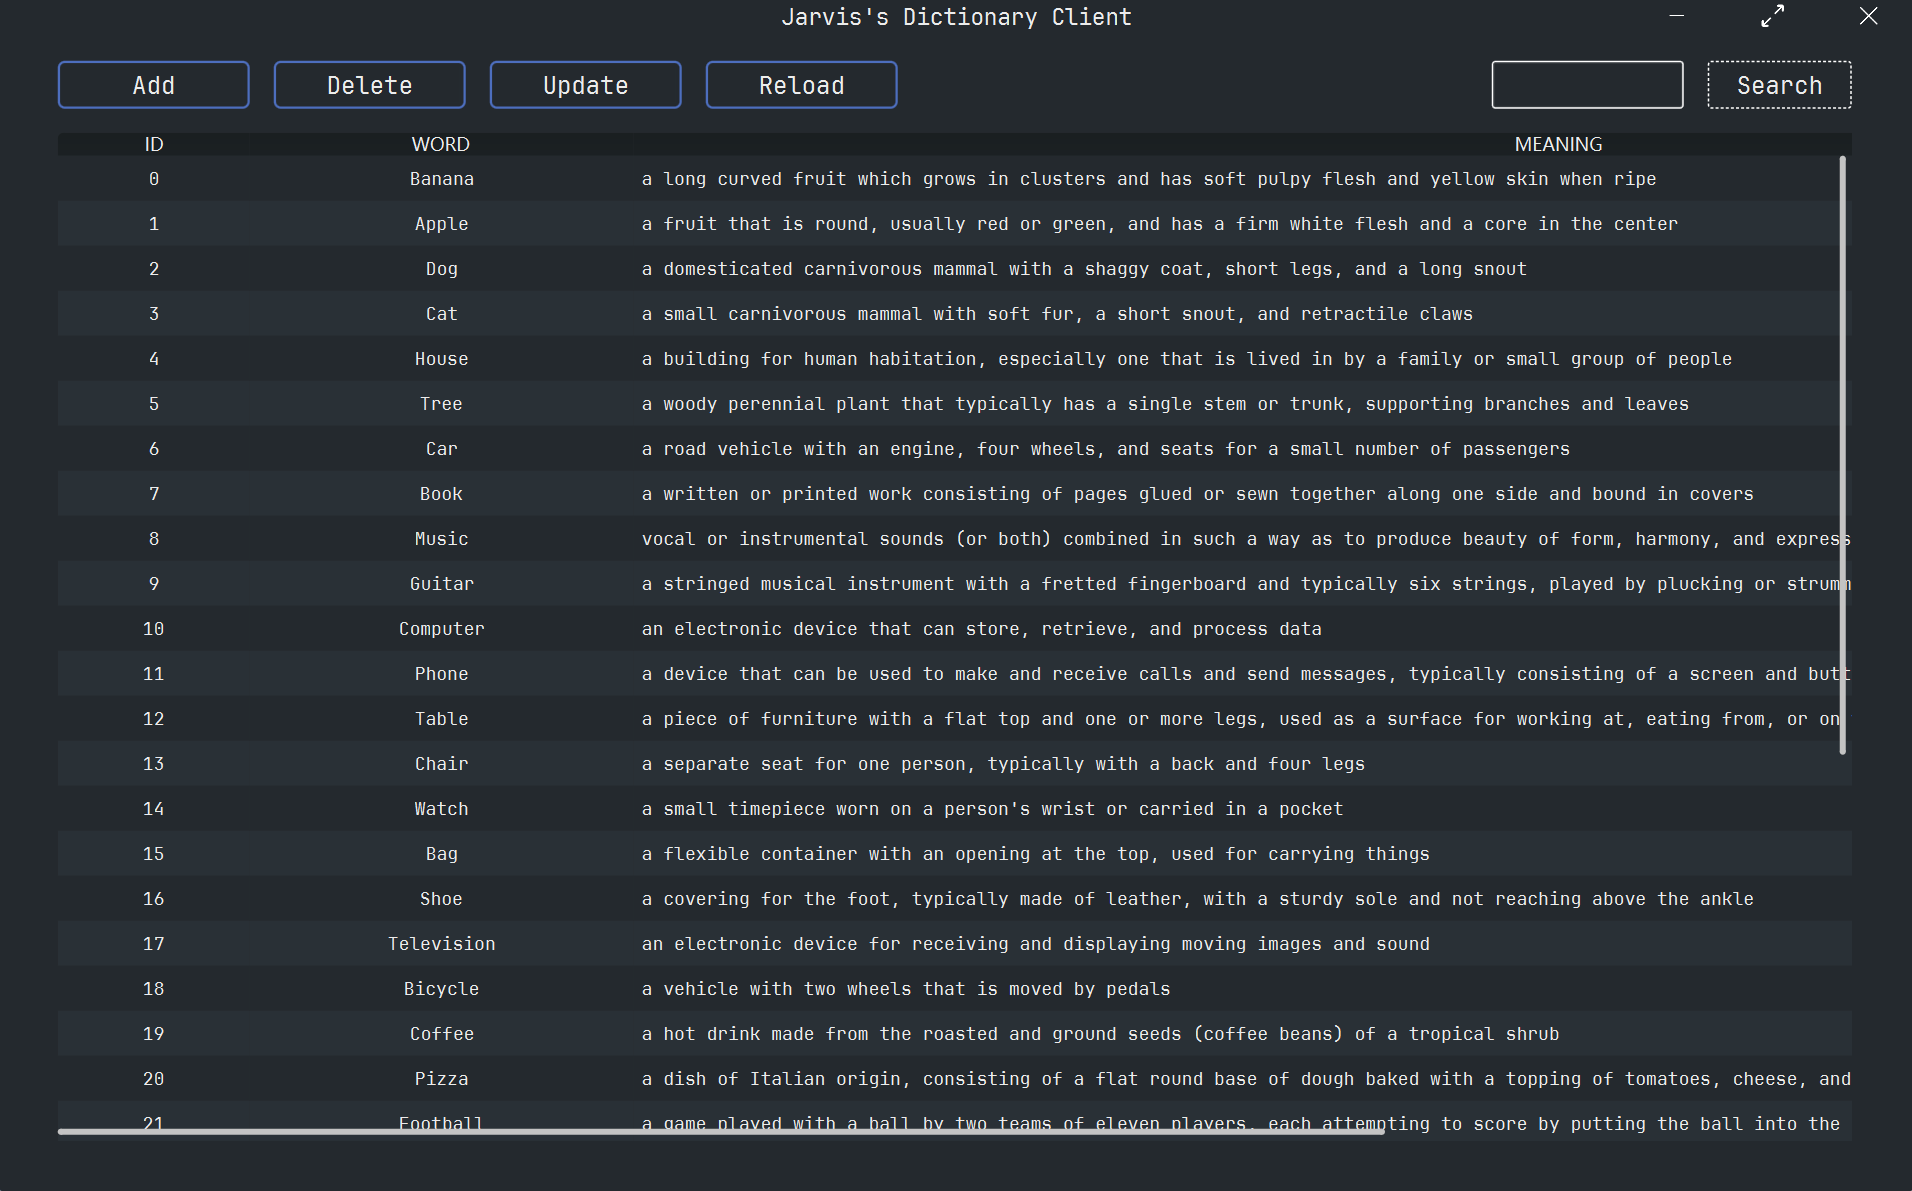 Jarvis's Dictionary Client
Add Delete Update Reload Search
ID WORD MEANING
0 Banana a long curved fruit which grows in clusters and has soft pulpy flesh and yellow skin when ripe
1 Apple a fruit that is round, usually red or green, and has a firm white flesh and a core in the center
2 Dog a domesticated carnivorous mammal with a shaggy coat, short legs, and a long snout
3 Cat a small carnivorous mammal with soft fur, a short snout, and retractile claws
4 House a building for human habitation, especially one that is lived in by a family or small group of people
5 Tree a woody perennial plant that typically has a single stem or trunk, supporting branches and leaves
6 Car a road vehicle with an engine, four wheels, and seats for a small number of passengers
7 Book a written or printed work consisting of pages glued or sewn together along one side and bound in covers
8 Music vocal or instrumental sounds (or both) combined in such a way as to produce beauty of form, harmony, and express
9 Guitar a stringed musical instrument with a fretted fingerboard and typically six strings, played by plucking or strumm
10 Computer an electronic device that can store, retrieve, and process data
11 Phone a device that can be used to make and receive calls and send messages, typically consisting of a screen and butt
12 Table a piece of furniture with a flat top and one or more legs, used as a surface for working at, eating from, or on
13 Chair a separate seat for one person, typically with a back and four legs
14 Watch a small timepiece worn on a person's wrist or carried in a pocket
15 Bag a flexible container with an opening at the top, used for carrying things
16 Shoe a covering for the foot, typically made of leather, with a sturdy sole and not reaching above the ankle
17 Television an electronic device for receiving and displaying moving images and sound
18 Bicycle a vehicle with two wheels that is moved by pedals
19 Coffee a hot drink made from the roasted and ground seeds (coffee beans) of a tropical shrub
20 Pizza a dish of Italian origin, consisting of a flat round base of dough baked with a topping of tomatoes, cheese, and
21 Football a game played with a ball by two teams of eleven players, each attempting to score by putting the ball into the